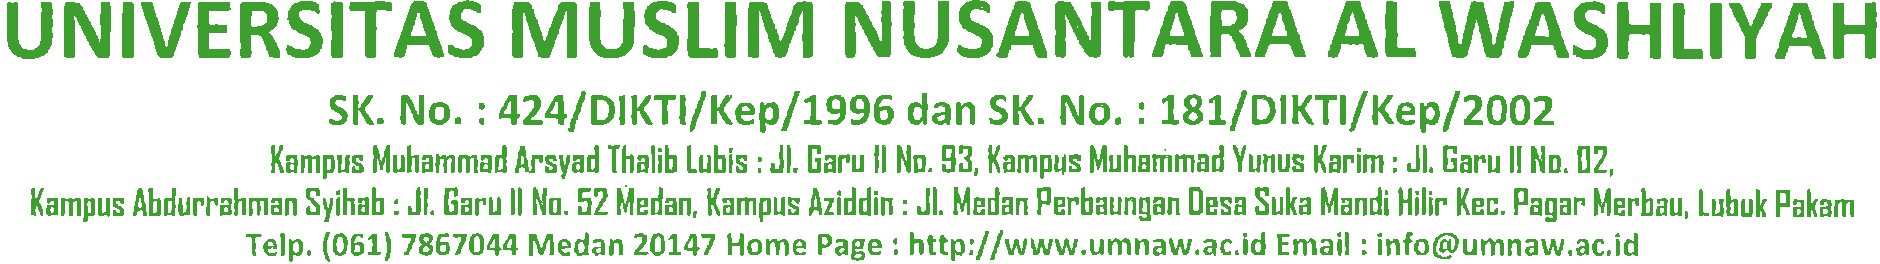 UNIVERSITAS MUSLIM NUSANTARA AL WASHLIYAH
SK. No. : 424/DIKTI/Kep/1996 dan SK. No. : 181/DIKTI/Kep/2002
Kampus Muhammad Arsyad Thalib Lubis : Jl. Garu II No. 93, Kampus Muhammad Yunus Karim : Jl. Garu II No. 02,
Kampus Abdurrahman Syihab : Jl. Garu II No. 52 Medan, Kampus Aziddin : Jl. Medan Perbaungan Desa Suka Mandi Hilir Kec. Pagar Merbau, Lubuk Pakam
Telp. (061) 7867044 Medan 20147 Home Page : http://www.umnaw.ac.id Email : info@umnaw.ac.id